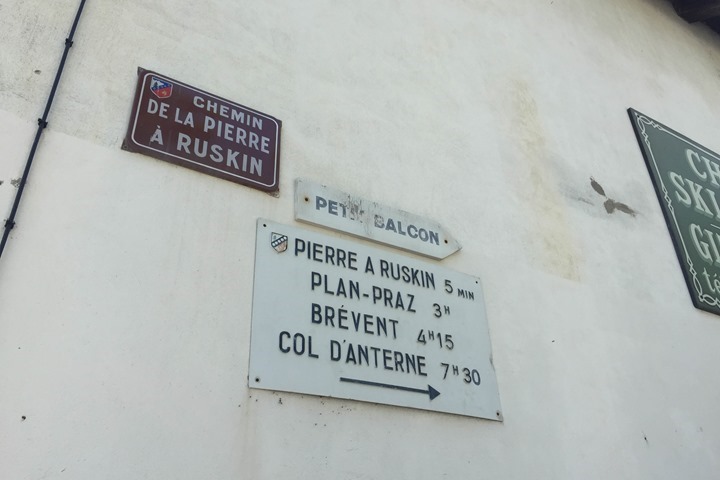 CHEMIN
DE LA PIERRE
À RUSKIN
PETIT BALCON
PIERRE A RUSKIN 5 MIN
PLAN-PRAZ 3H
BRÉVENT 4H15
COL D'ANTERNE 7H30